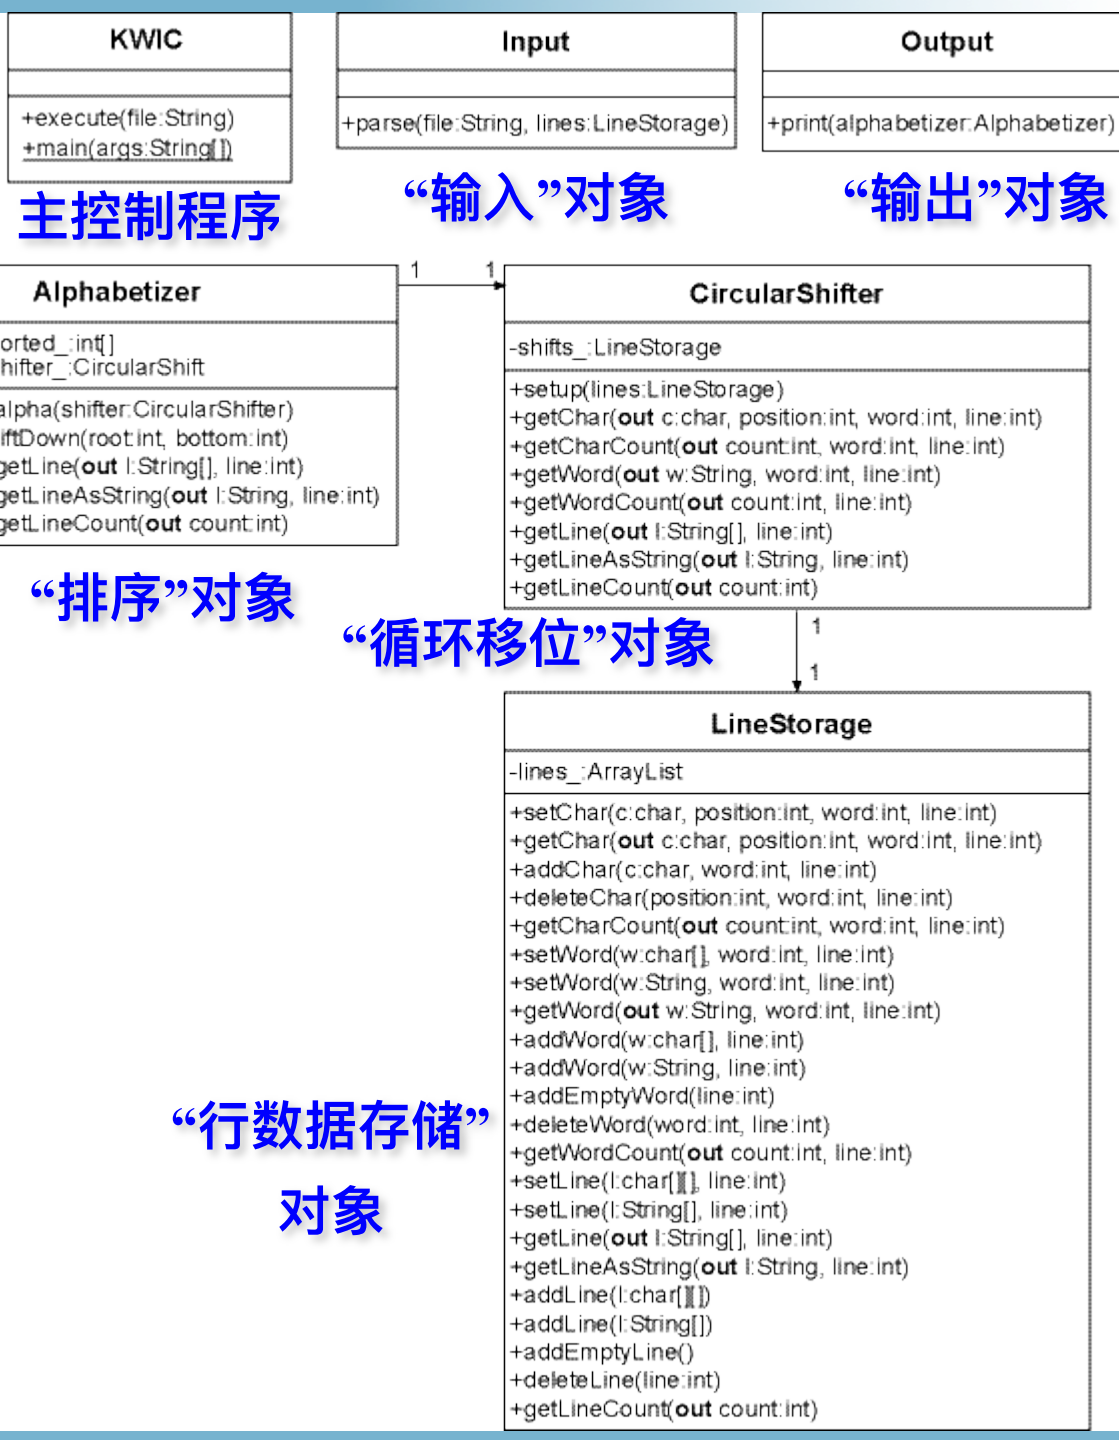 KWIC
+execute(file:String)
+main(args:String[])
主控制程序
Input
+parse(file:String, lines:LineStorage)
“输入”对象
Output
+print(alphabetizer:Alphabetizer)
“输出”对象
Alphabetizer
orted_:int[]
hifter_:CircularShift
alpha(shifter:CircularShifter)
iftDown(root:int, bottom:int)
getLine(out l:String[], line:int)
getLineAsString(out l:String, line:int)
getLineCount(out count:int)
“排序”对象
1 1
CircularShifter
-shifts_:LineStorage
+setup(lines:LineStorage)
+getChar(out c:char, position:int, word:int, line:int)
+getCharCount(out count:int, word:int, line:int)
+getWord(out w:String, word:int, line:int)
+getWordCount(out count:int, line:int)
+getLine(out l:String[], line:int)
+getLineAsString(out l:String, line:int)
+getLineCount(out count:int)
“循环移位”对象
1
1
LineStorage
-lines_:ArrayList
+setChar(c:char, position:int, word:int, line:int)
+getChar(out c:char, position:int, word:int, line:int)
+addChar(c:char, word:int, line:int)
+deleteChar(position:int, word:int, line:int)
+getCharCount(out count:int, word:int, line:int)
+setWord(w:char[], word:int, line:int)
+setWord(w:String, word:int, line:int)
+getWord(out w:String, word:int, line:int)
+addWord(w:char[], line:int)
+addWord(w:String, line:int)
+addEmptyWord(line:int)
+deleteWord(word:int, line:int)
+getWordCount(out count:int, line:int)
+setLine(l:char[][], line:int)
+setLine(l:String[], line:int)
+getLine(out l:String[], line:int)
+getLineAsString(out l:String, line:int)
+addLine(l:char[][])
+addLine(l:String[])
+addEmptyLine()
+deleteLine(line:int)
+getLineCount(out count:int)
“行数据存储”
对象